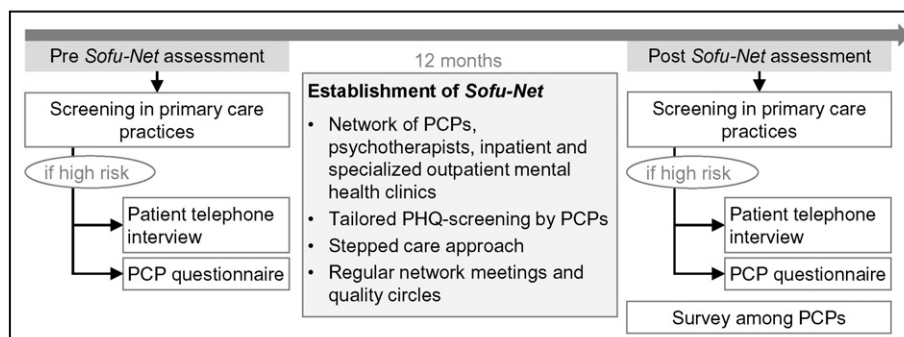 Pre Sofu-Net assessment
Screening in primary care
practices
if high risk
Patient telephone
interview
PCP questionnaire
12 months
Establishment of Sofu-Net
• Network of PCPs,
psychotherapists, inpatient and
specialized outpatient mental
health clinics
• Tailored PHQ-screening by PCPs
• Stepped care approach
• Regular network meetings and
quality circles
Post Sofu-Net assessment
Screening in primary care
practices
if high risk
Patient telephone
interview
PCP questionnaire
Survey among PCPs